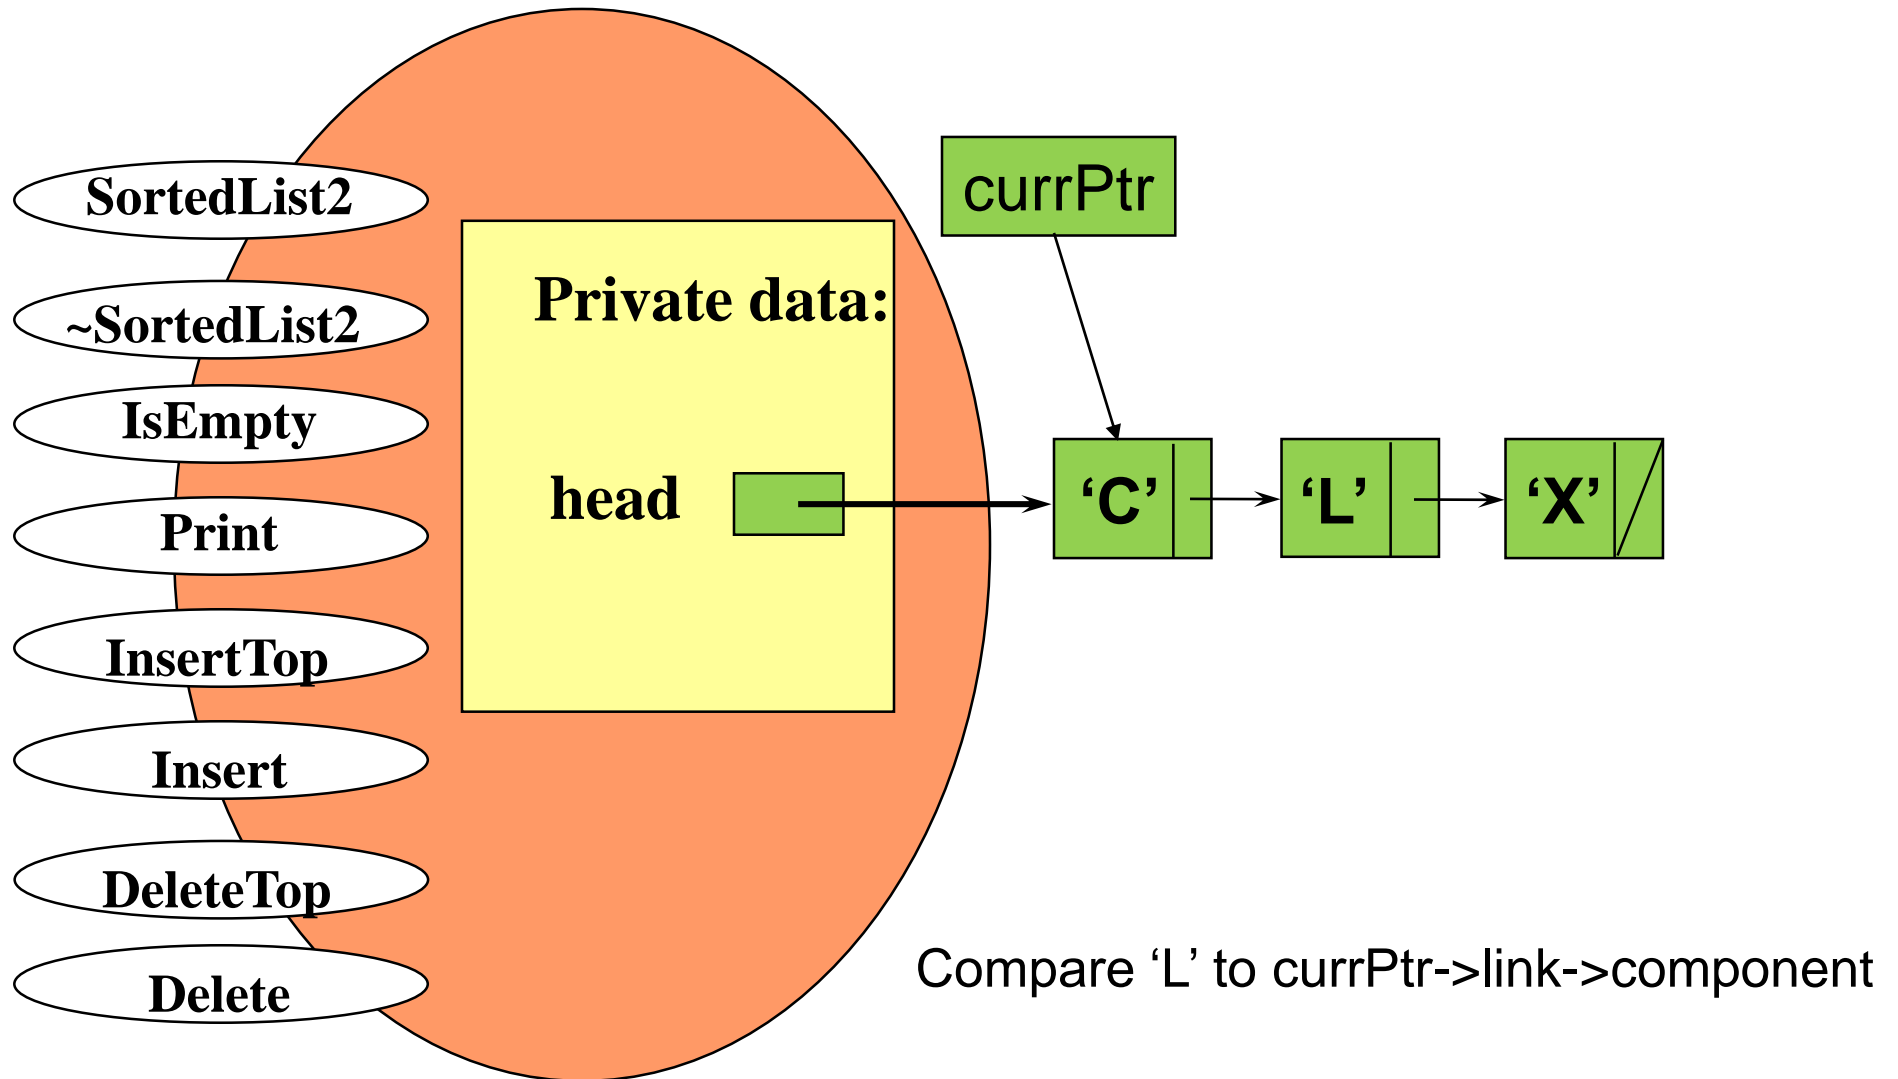 SortedList2
~SortedList2
IsEmpty
Print
InsertTop
Insert
DeleteTop
Delete
Private data:
head
currPtr
‘C’
‘L’
‘X’
Compare ‘L’ to currPtr->link->component